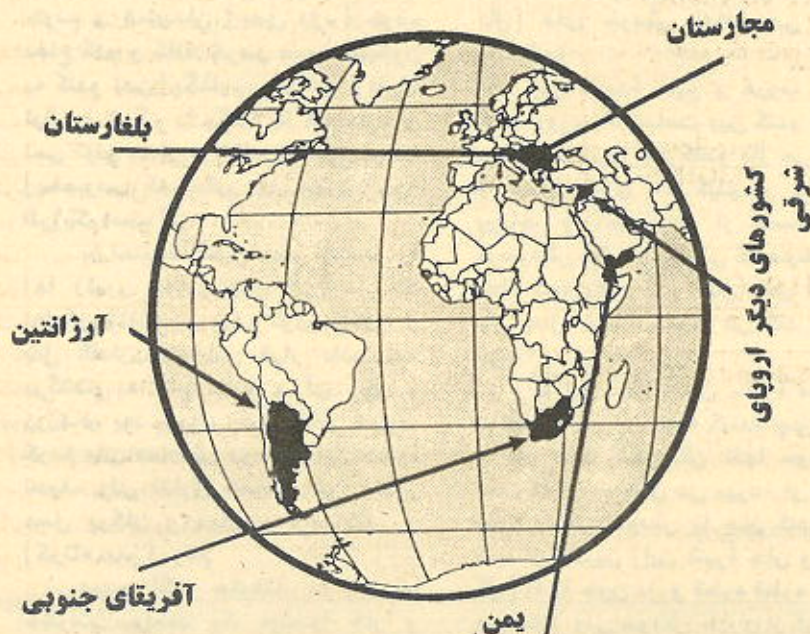 مجارستان
بلغارستان
کشورهای دیگر اروپای
شرقی
آرژانتین
آفریقای جنوبی
یمن